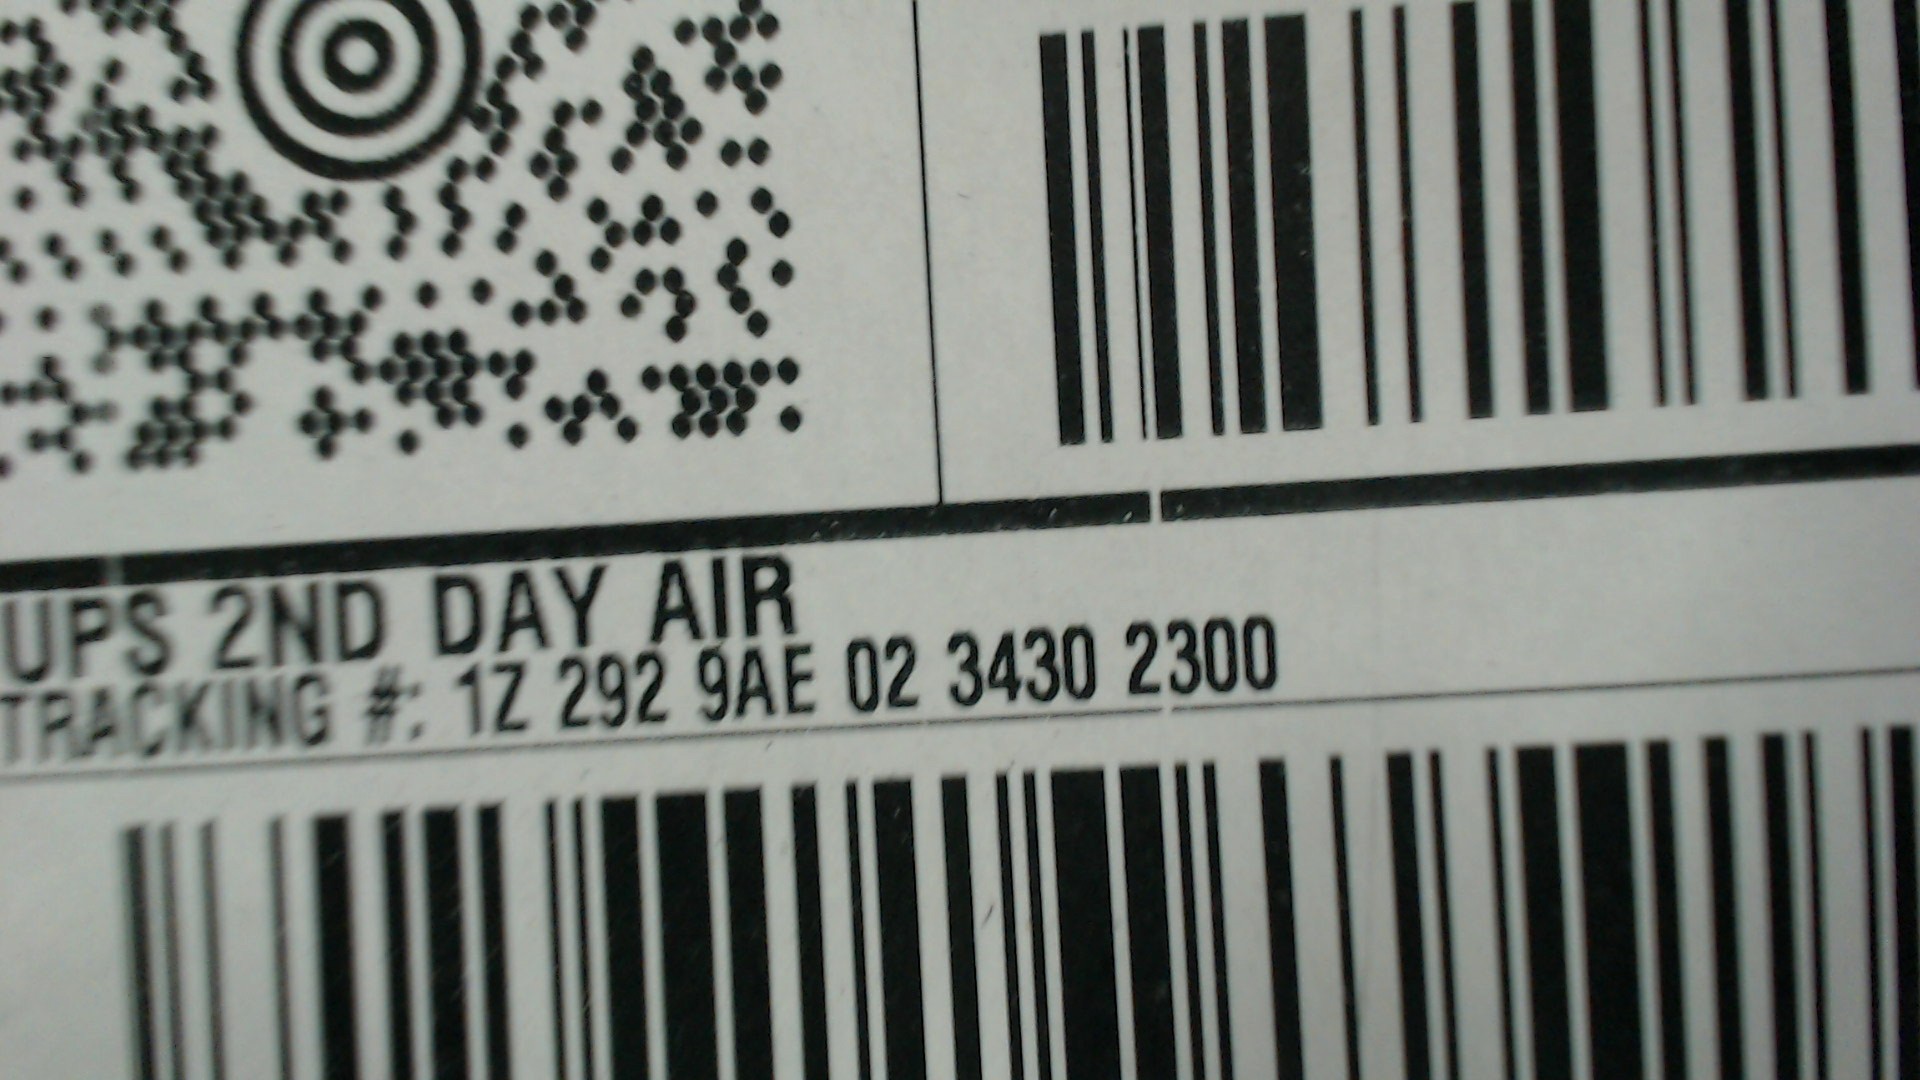 UPS 2ND DAY AIR
TRACKING #: 1Z 292 9AE 02 3430 2300